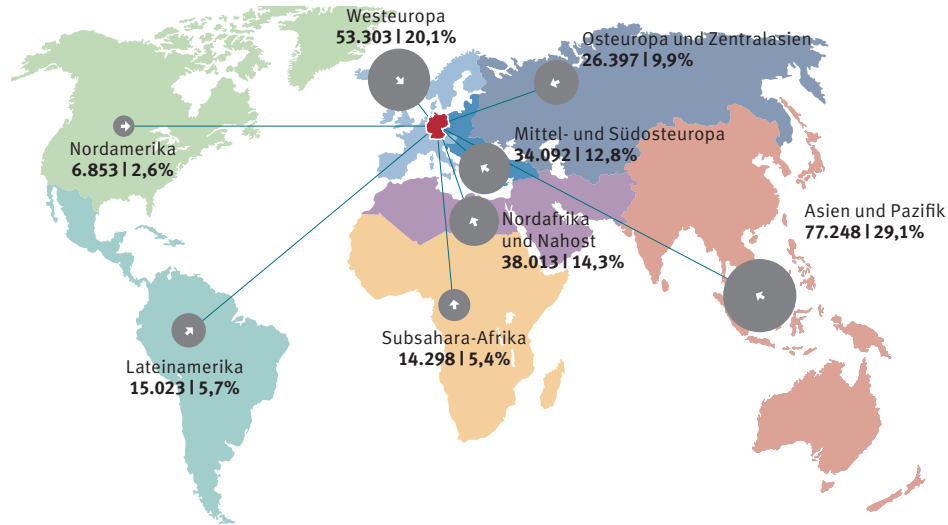 Westeuropa
53.303 | 20,1%
Osteuropa und Zentralasien
26.397 | 9,9%
Nordamerika
6.853 | 2,6%
Mittel- und Südosteuropa
34.092 | 12,8%
Asien und Pazifik
77.248 | 29,1%
Nordafrika
und Nahost
38.013 | 14,3%
Subsahara-Afrika
14.298 | 5,4%
Lateinamerika
15.023 | 5,7%